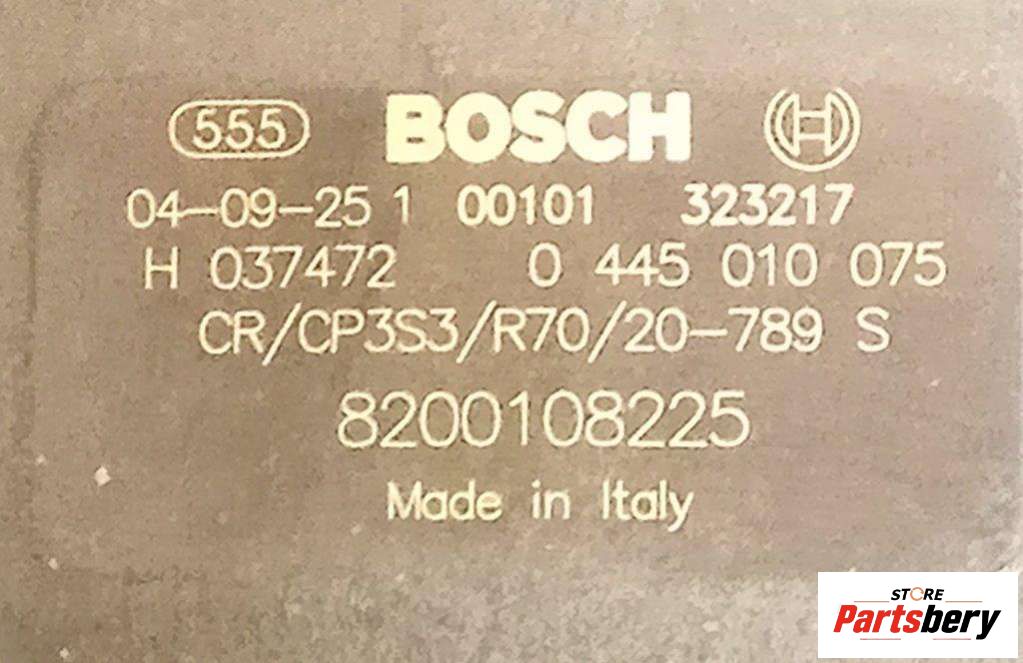 555 BOSCH
04-09-25 1 00101 323217
H 037472 0 445 010 075
CR/CP3S3/R70/20-789 S
8200108225
Made in Italy
STORE
Partsbery